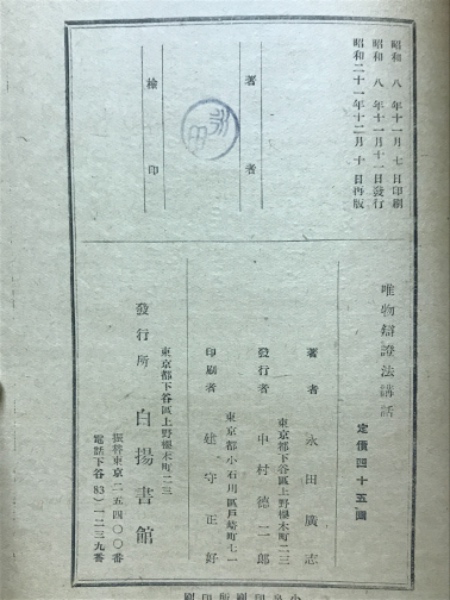 昭和八年十一月七日印刷
昭和八年十一月十一日發行
昭和二十一年十二月十日再版
著者
檢印
永田
唯物辯證法講話
定價四十五圓
著者 永田廣志
東京都下谷區上野櫻木町二三
發行者 中村德二郎
東京都小石川區戸崎町七一
印刷者 建守正好
東京都下谷區上野櫻木町二三
發行所 白揚書館
振替東京二五四〇〇番
電話下谷83)一二三九番